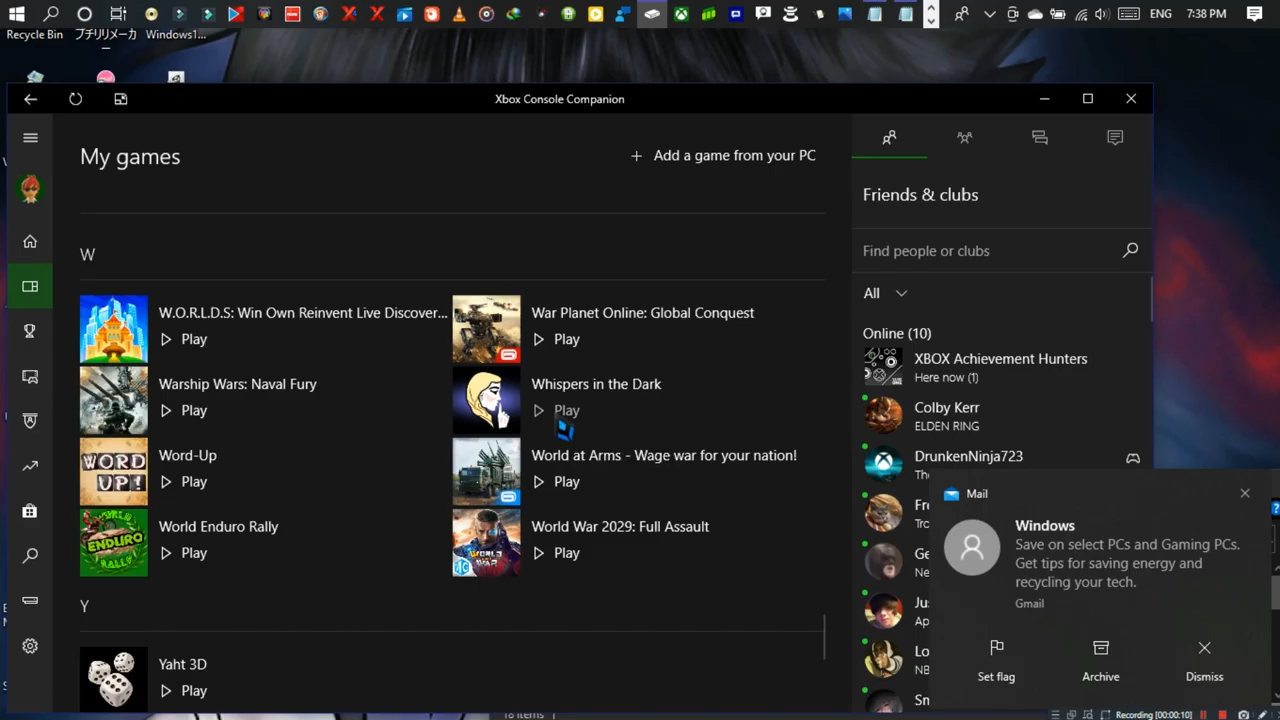 ENG
7:38 PM
Recycle Bin
プチリリメーカ
Windows1...
Xbox Console Companion
My games
Add a game from your PC
W
W.O.R.L.D.S: Win Own Reinvent Live Discover...
Play
War Planet Online: Global Conquest
Play
Warship Wars: Naval Fury
Play
Whispers in the Dark
Play
WORD UP!
Word-Up
Play
World at Arms - Wage war for your nation!
Play
ENDURO
World Enduro Rally
Play
World War 2029: Full Assault
Play
Y
Yaht 3D
Play
Friends & clubs
Find people or clubs
All
Online (10)
XBOX Achievement Hunters
Here now (1)
Colby Kerr
ELDEN RING
DrunkenNinja723
Mail
Windows
Save on select PCs and Gaming PCs.
Get tips for saving energy and
recycling your tech.
Gmail
Set flag
Archive
Dismiss
18 items
Recording [00:00:10]